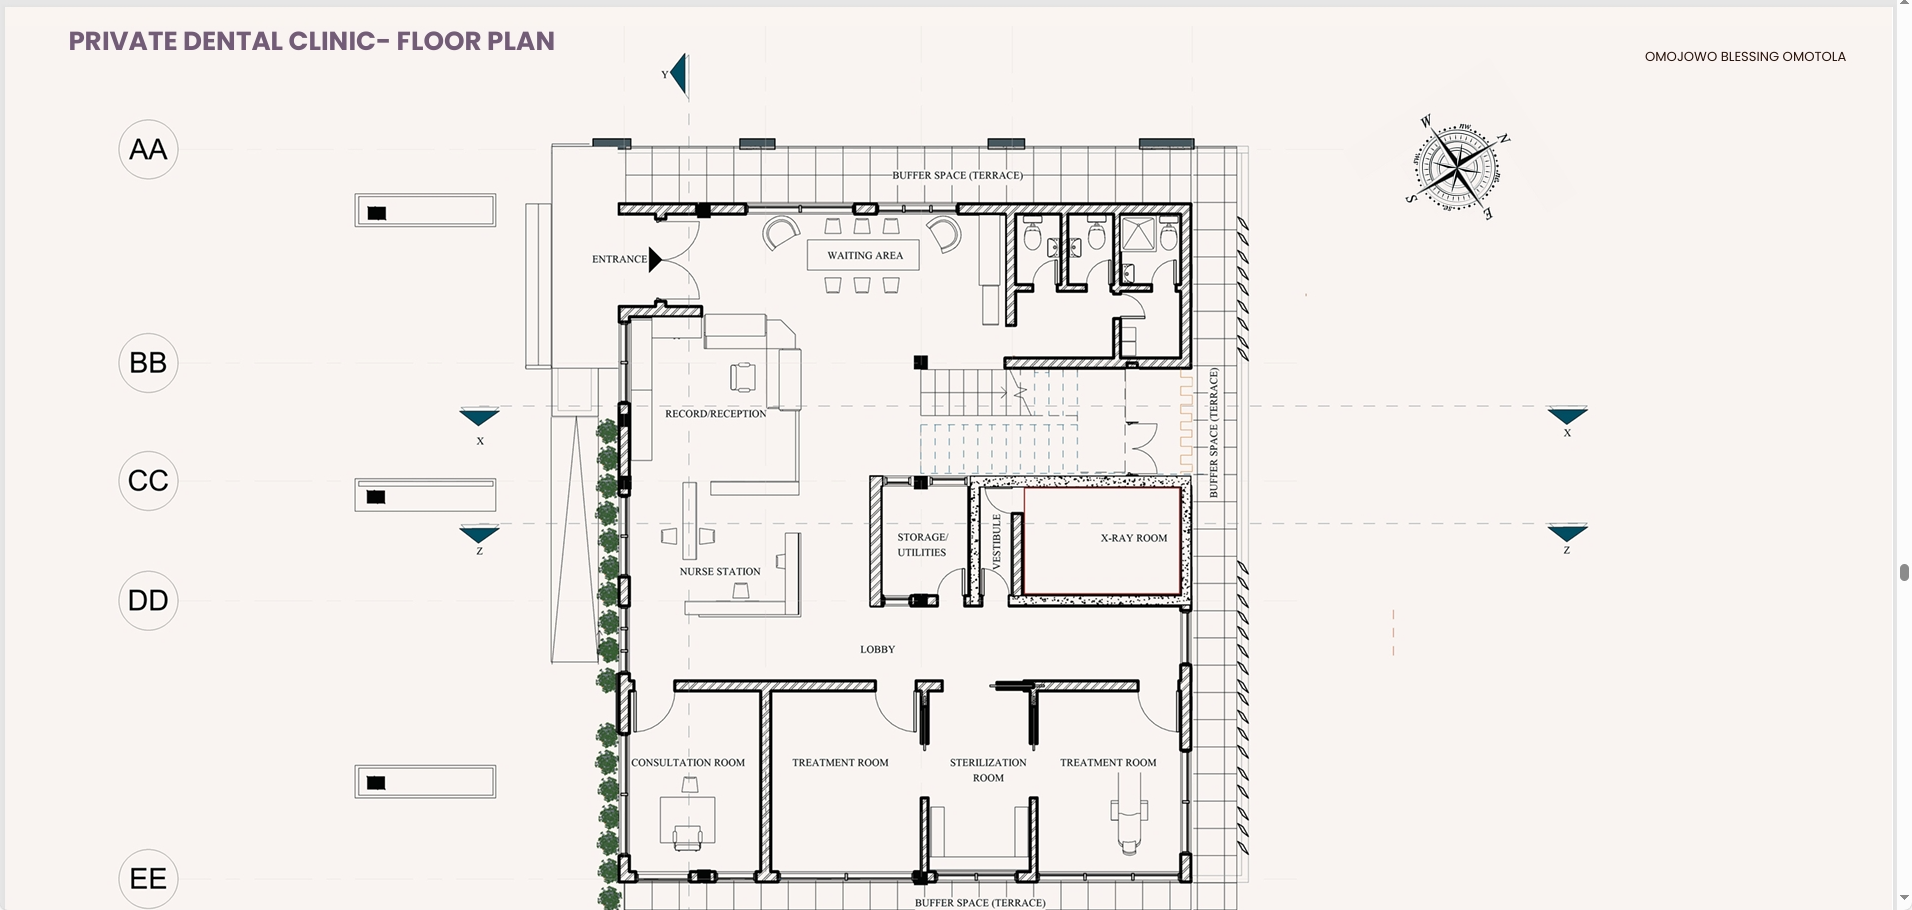 PRIVATE DENTAL CLINIC- FLOOR PLAN
OMOJOWO BLESSING OMOTOLA
Y
W
N
S
E
AA
BUFFER SPACE (TERRACE)
ENTRANCE
WAITING AREA
BB
RECORD/RECEPTION
BUFFER SPACE (TERRACE)
X
X
CC
STORAGE/
UTILITIES
VESTIBULE
X-RAY ROOM
Z
Z
NURSE STATION
DD
LOBBY
CONSULTATION ROOM
TREATMENT ROOM
STERILIZATION
ROOM
TREATMENT ROOM
EE
BUFFER SPACE (TERRACE)